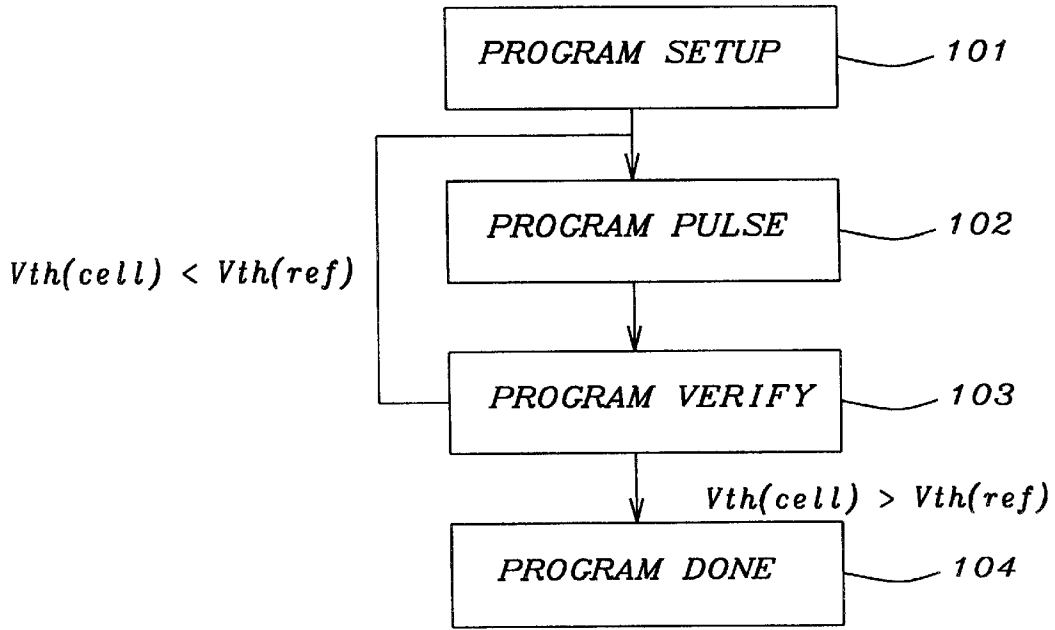 PROGRAM SETUP
101
PROGRAM PULSE
102
Vth(cell) < Vth(ref)
PROGRAM VERIFY
103
Vth(cell) > Vth(ref)
PROGRAM DONE
104